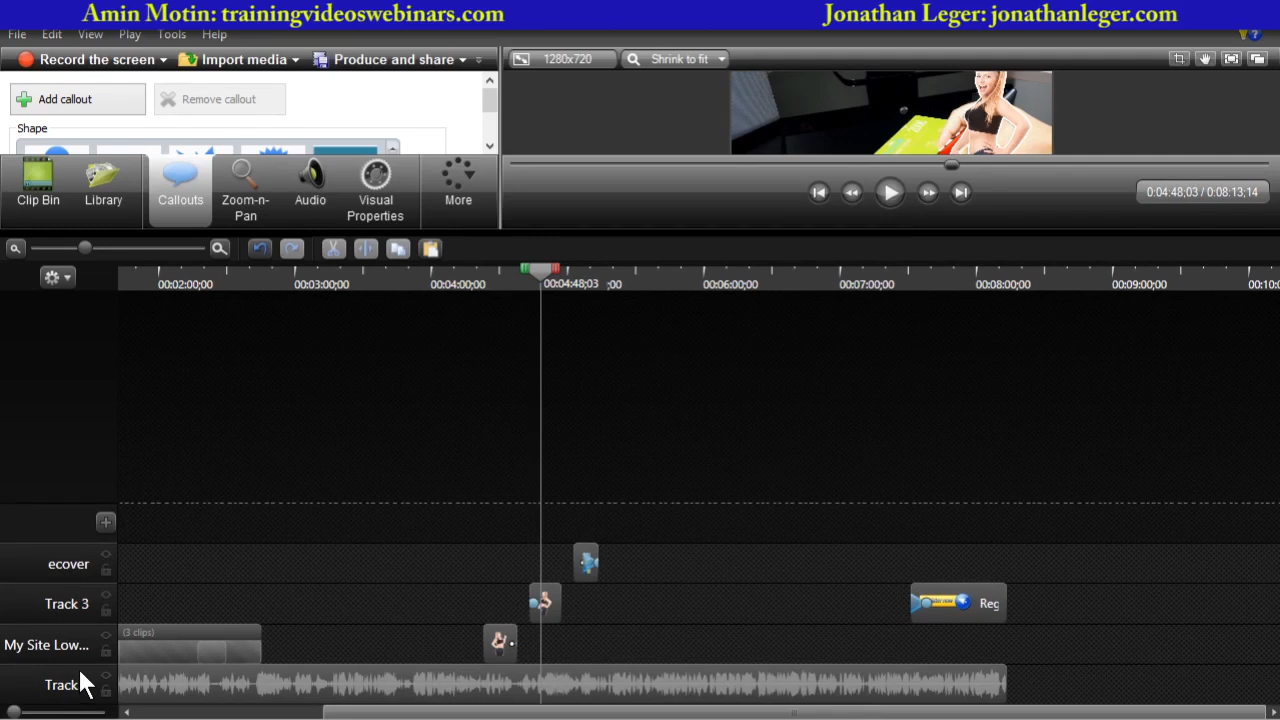 Amin Motin: trainingvideoswebinars.com
Jonathan Leger: jonathanleger.com
File Edit View Play Tools Help
Record the screen Import media Produce and share
1280x720 Shrink to fit
Add callout Remove callout
Shape
Clip Bin Library Callouts Zoom-n-Pan Audio Visual Properties More
0:04:48;03 / 0:08:13;14
00:02:00;00 00:03:00;00 00:04:00;00 00:04:48;03 ;00 00:06:00;00 00:07:00;00 00:08:00;00 00:09:00;00 00:10:0
ecover
Track 3
Reg
My Site Low...
(3 clips)
Track